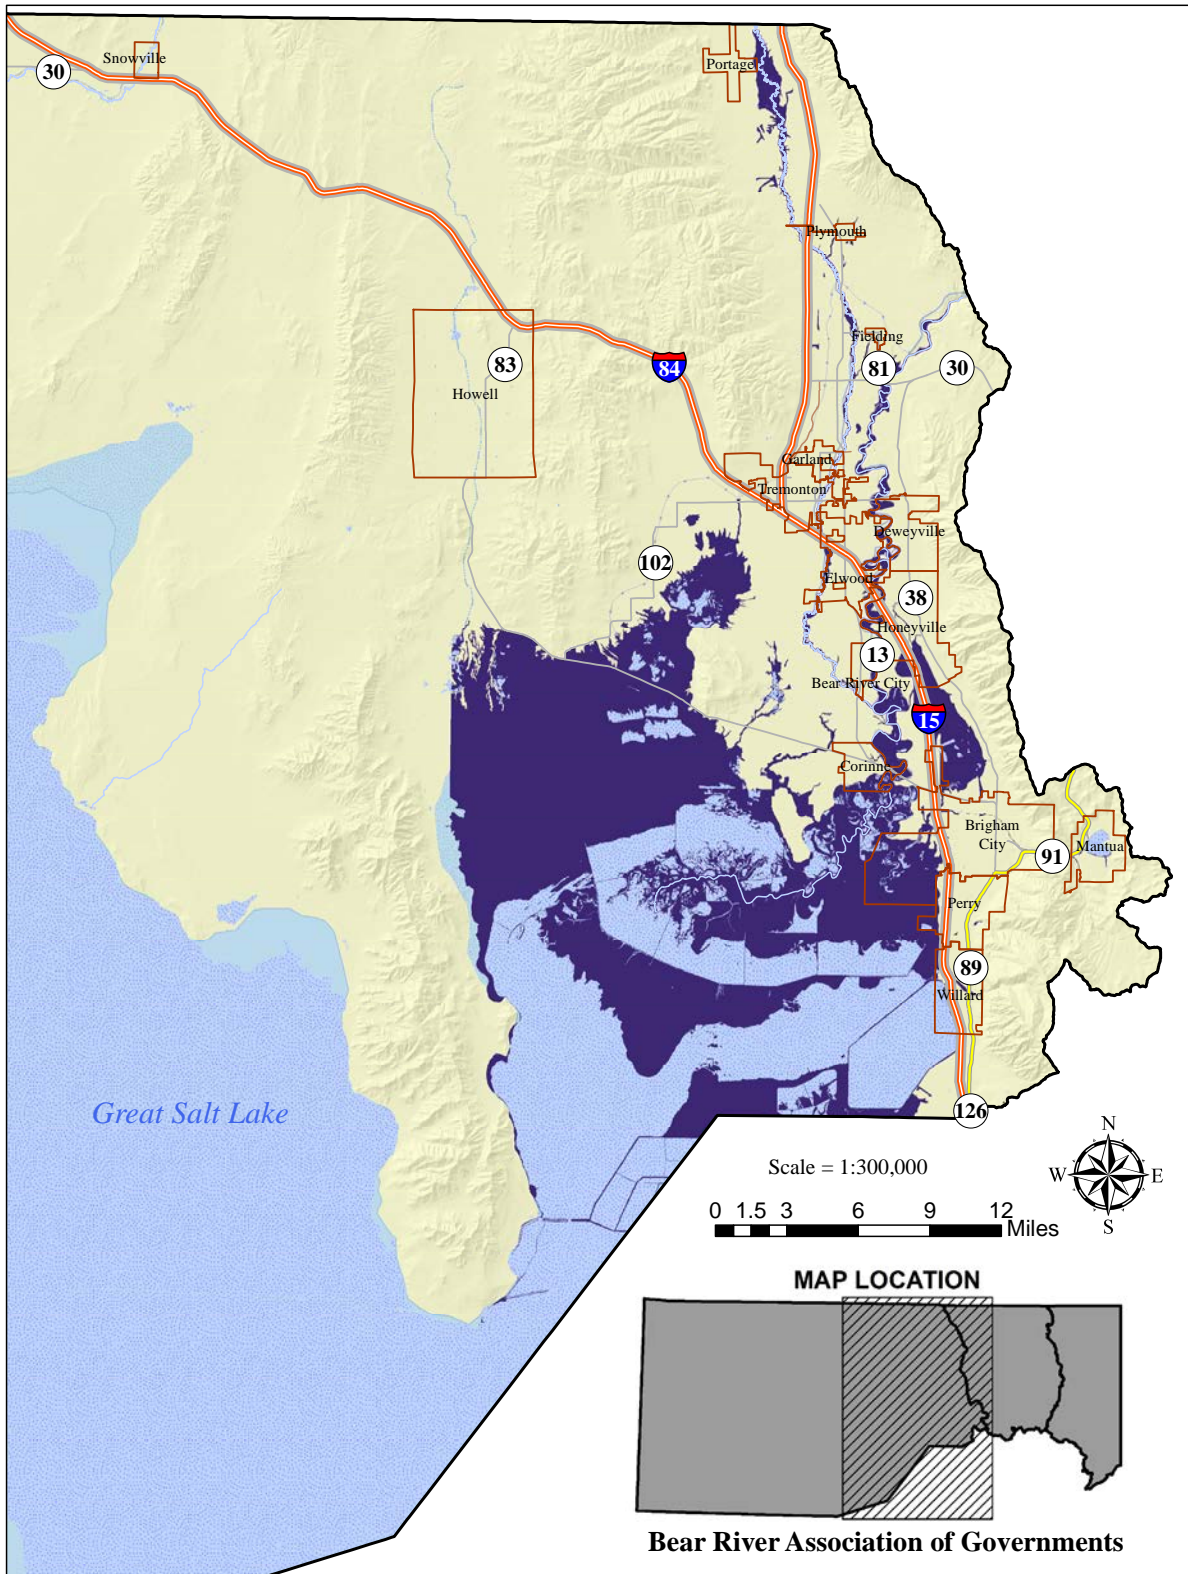 Snowville
30
Portage
Plymouth
Fielding
83
84
81
30
Howell
Garland
Tremonton
Deweyville
102
Elwood
38
Honeyville
13
Bear River City
15
Corinne
Brigham
City
Mantua
91
Perry
89
Willard
Great Salt Lake
126
N
W
E
S
Scale = 1:300,000
0 1.5 3 6 9 12
Miles
MAP LOCATION
Bear River Association of Governments